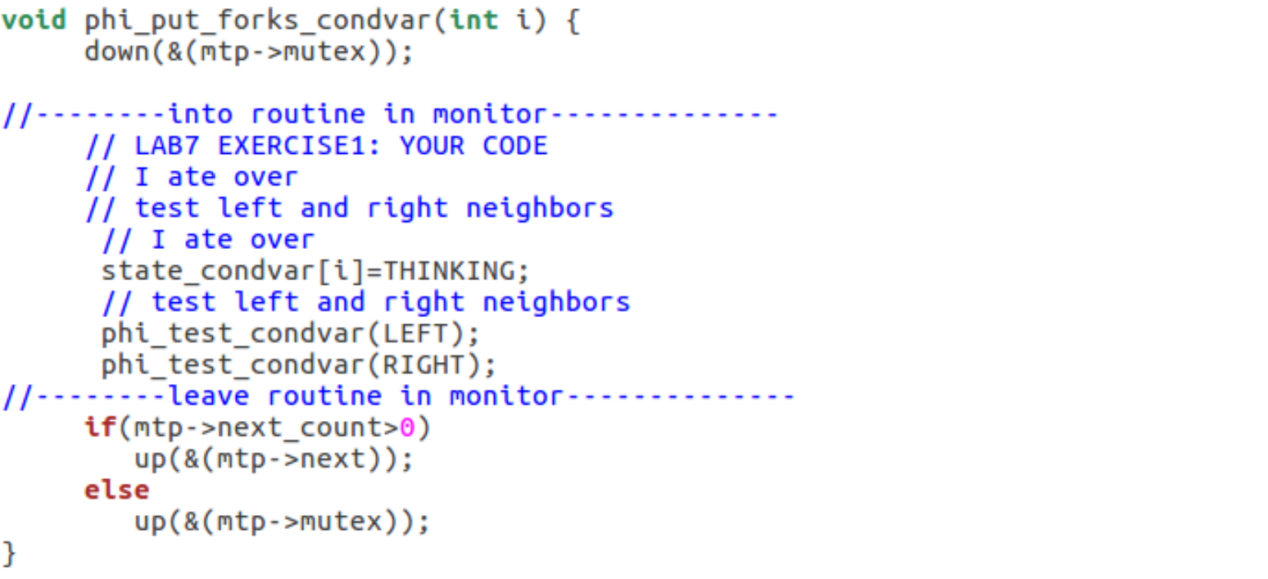 void phi_put_forks_condvar(int i) {
     down(&(mtp->mutex));

//--------into routine in monitor--------------
     // LAB7 EXERCISE1: YOUR CODE
     // I ate over
     // test left and right neighbors
      // I ate over
      state_condvar[i]=THINKING;
      // test left and right neighbors
      phi_test_condvar(LEFT);
      phi_test_condvar(RIGHT);
//--------leave routine in monitor--------------
     if(mtp->next_count>0)
        up(&(mtp->next));
     else
        up(&(mtp->mutex));
}